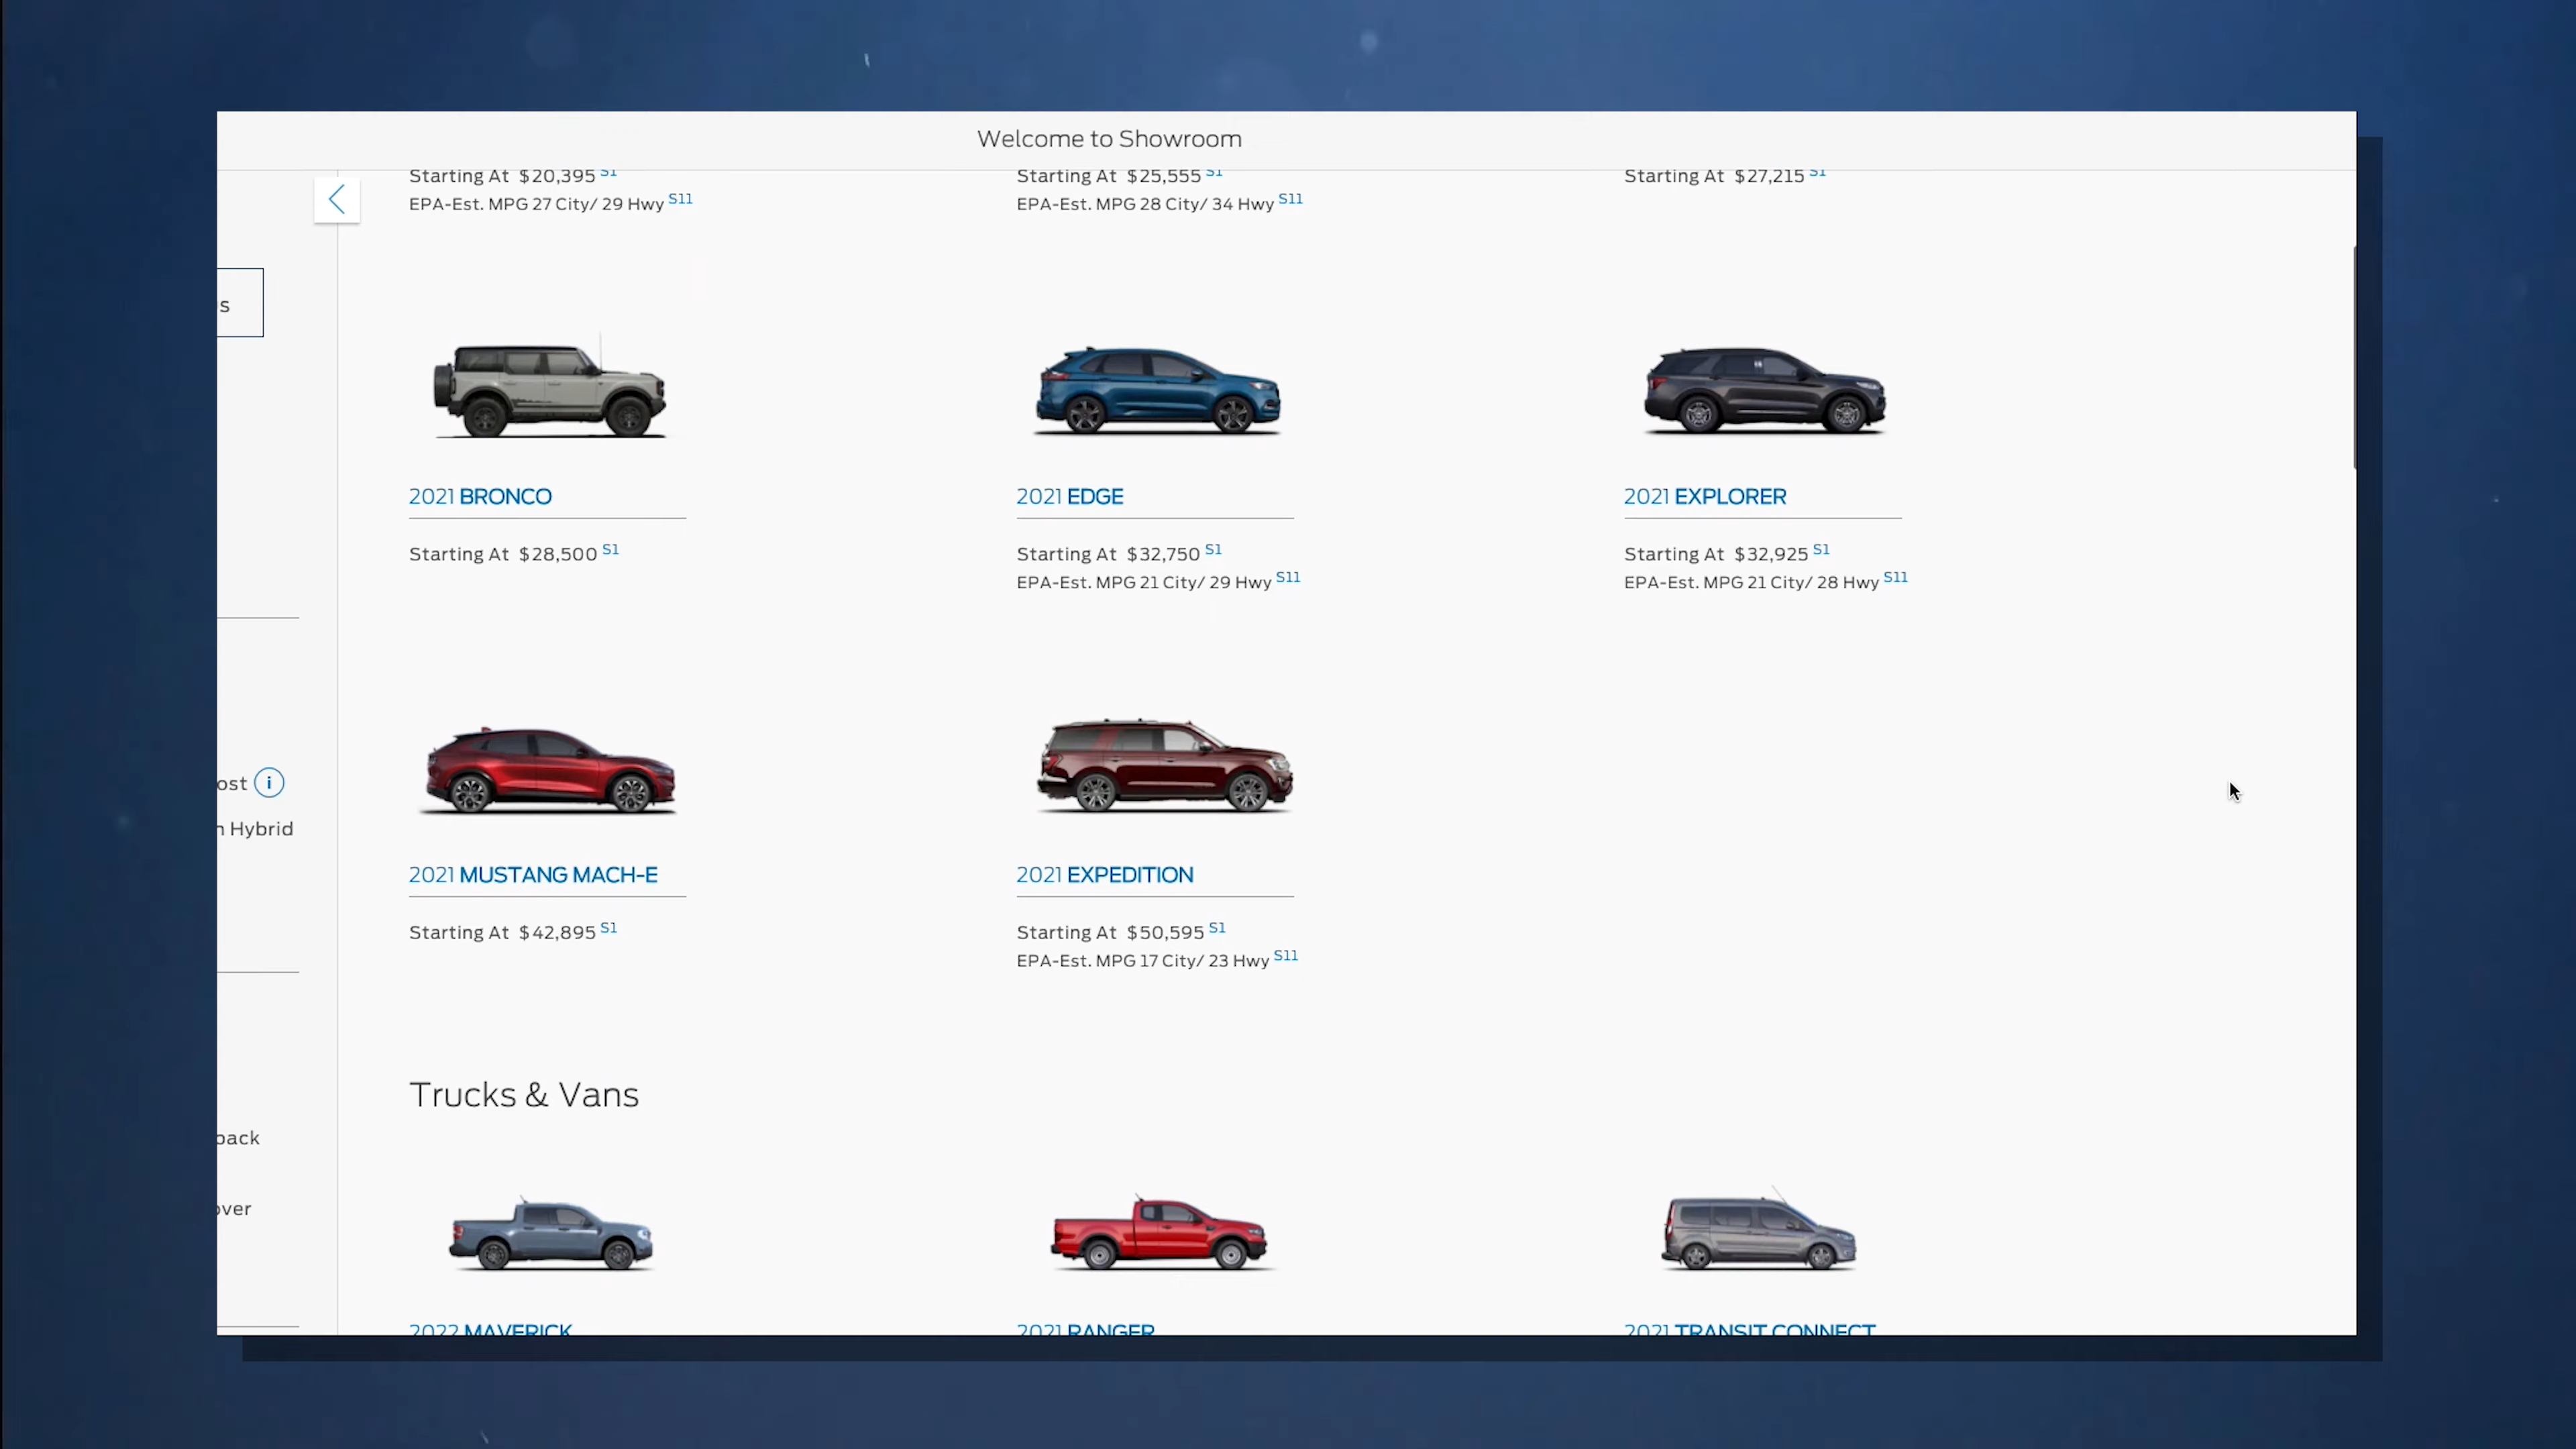 Welcome to Showroom
Starting At $20,395 S1
EPA-Est. MPG 27 City/ 29 Hwy S11
Starting At $25,555 S1
EPA-Est. MPG 28 City/ 34 Hwy S11
Starting At $27,215 S1
s
2021 BRONCO
Starting At $28,500 S1
2021 EDGE
Starting At $32,750 S1
EPA-Est. MPG 21 City/ 29 Hwy S11
2021 EXPLORER
Starting At $32,925 S1
EPA-Est. MPG 21 City/ 28 Hwy S11
ost i
n Hybrid
2021 MUSTANG MACH-E
Starting At $42,895 S1
2021 EXPEDITION
Starting At $50,595 S1
EPA-Est. MPG 17 City/ 23 Hwy S11
Trucks & Vans
back
over
2022 MAVERICK
2021 RANGER
2021 TRANSIT CONNECT